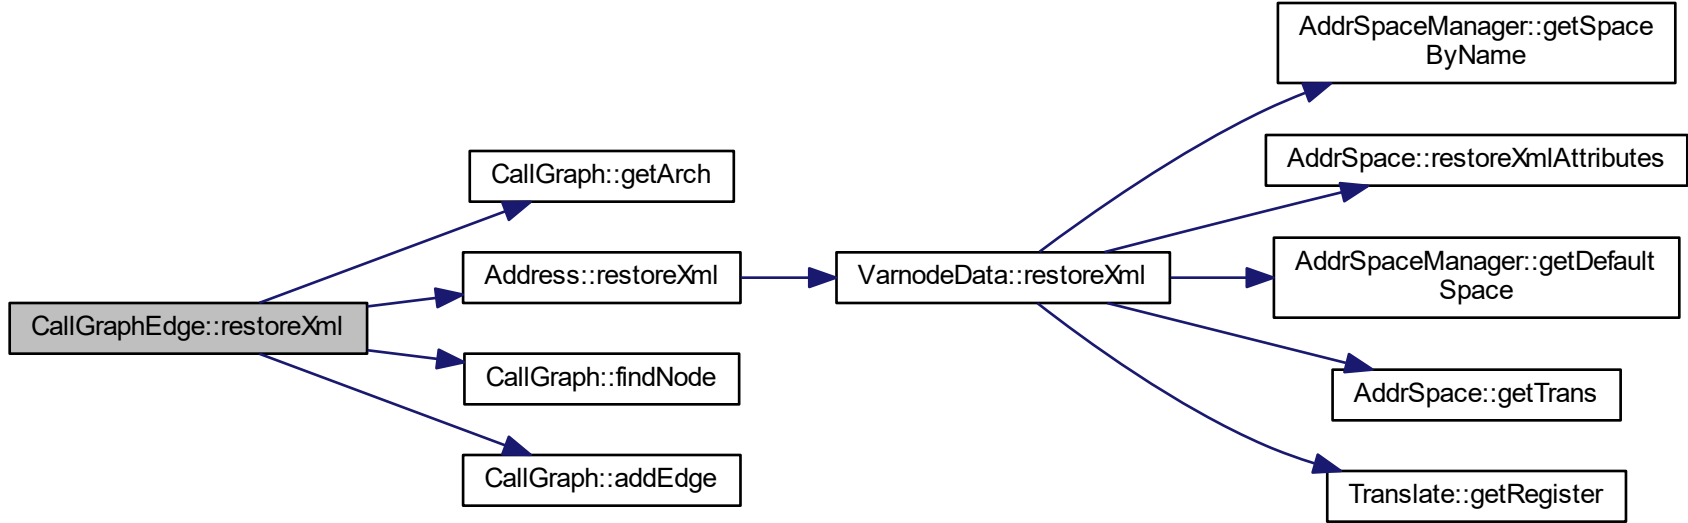 CallGraphEdge::restoreXml
CallGraph::getArch
Address::restoreXml
CallGraph::findNode
CallGraph::addEdge
VarnodeData::restoreXml
AddrSpaceManager::getSpace
ByName
AddrSpace::restoreXmlAttributes
AddrSpaceManager::getDefault
Space
AddrSpace::getTrans
Translate::getRegister